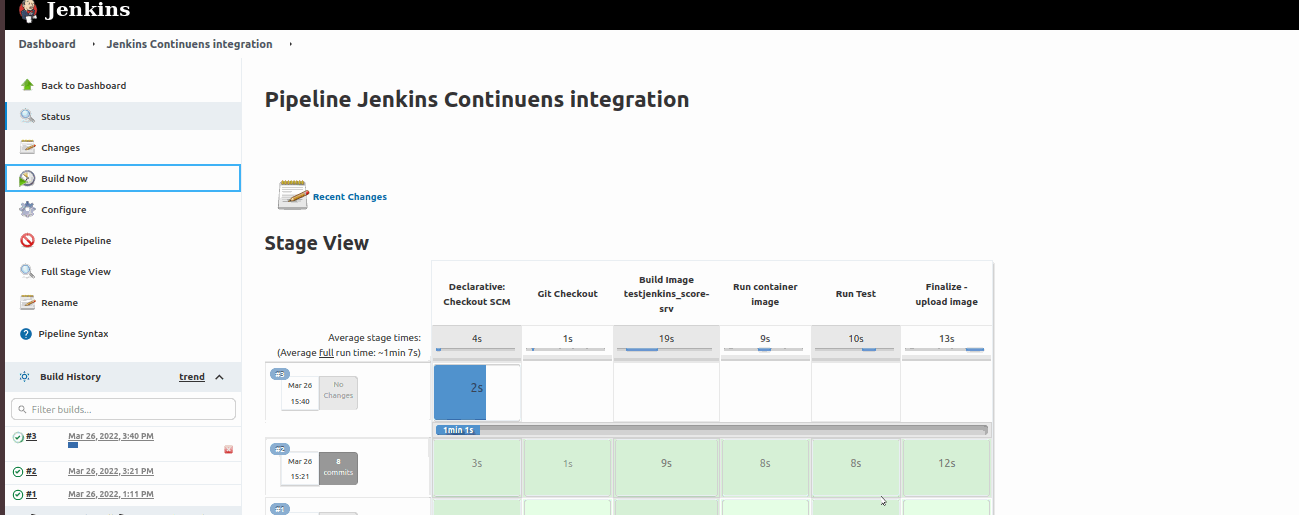 Jenkins
Dashboard
Jenkins Continuens integration
Back to Dashboard
Status
Changes
Build Now
Configure
Delete Pipeline
Full Stage View
Rename
Pipeline Syntax
Build History
trend
Filter builds...
#3
Mar 26, 2022, 3:40 PM
#2
Mar 26, 2022, 3:21 PM
#1
Mar 26, 2022, 1:11 PM
Pipeline Jenkins Continuens integration
Recent Changes
Stage View
Declarative:
Checkout SCM
Git Checkout
Build Image
testjenkins_score-
srv
Run container
image
Run Test
Finalize -
upload image
Average stage times:
(Average full run time: ~1min 7s)
4s
1s
19s
9s
10s
13s
#3
Mar 26
15:40
No
Changes
2s
1min 1s
#2
Mar 26
15:21
8
commits
3s
1s
9s
8s
8s
12s
#1